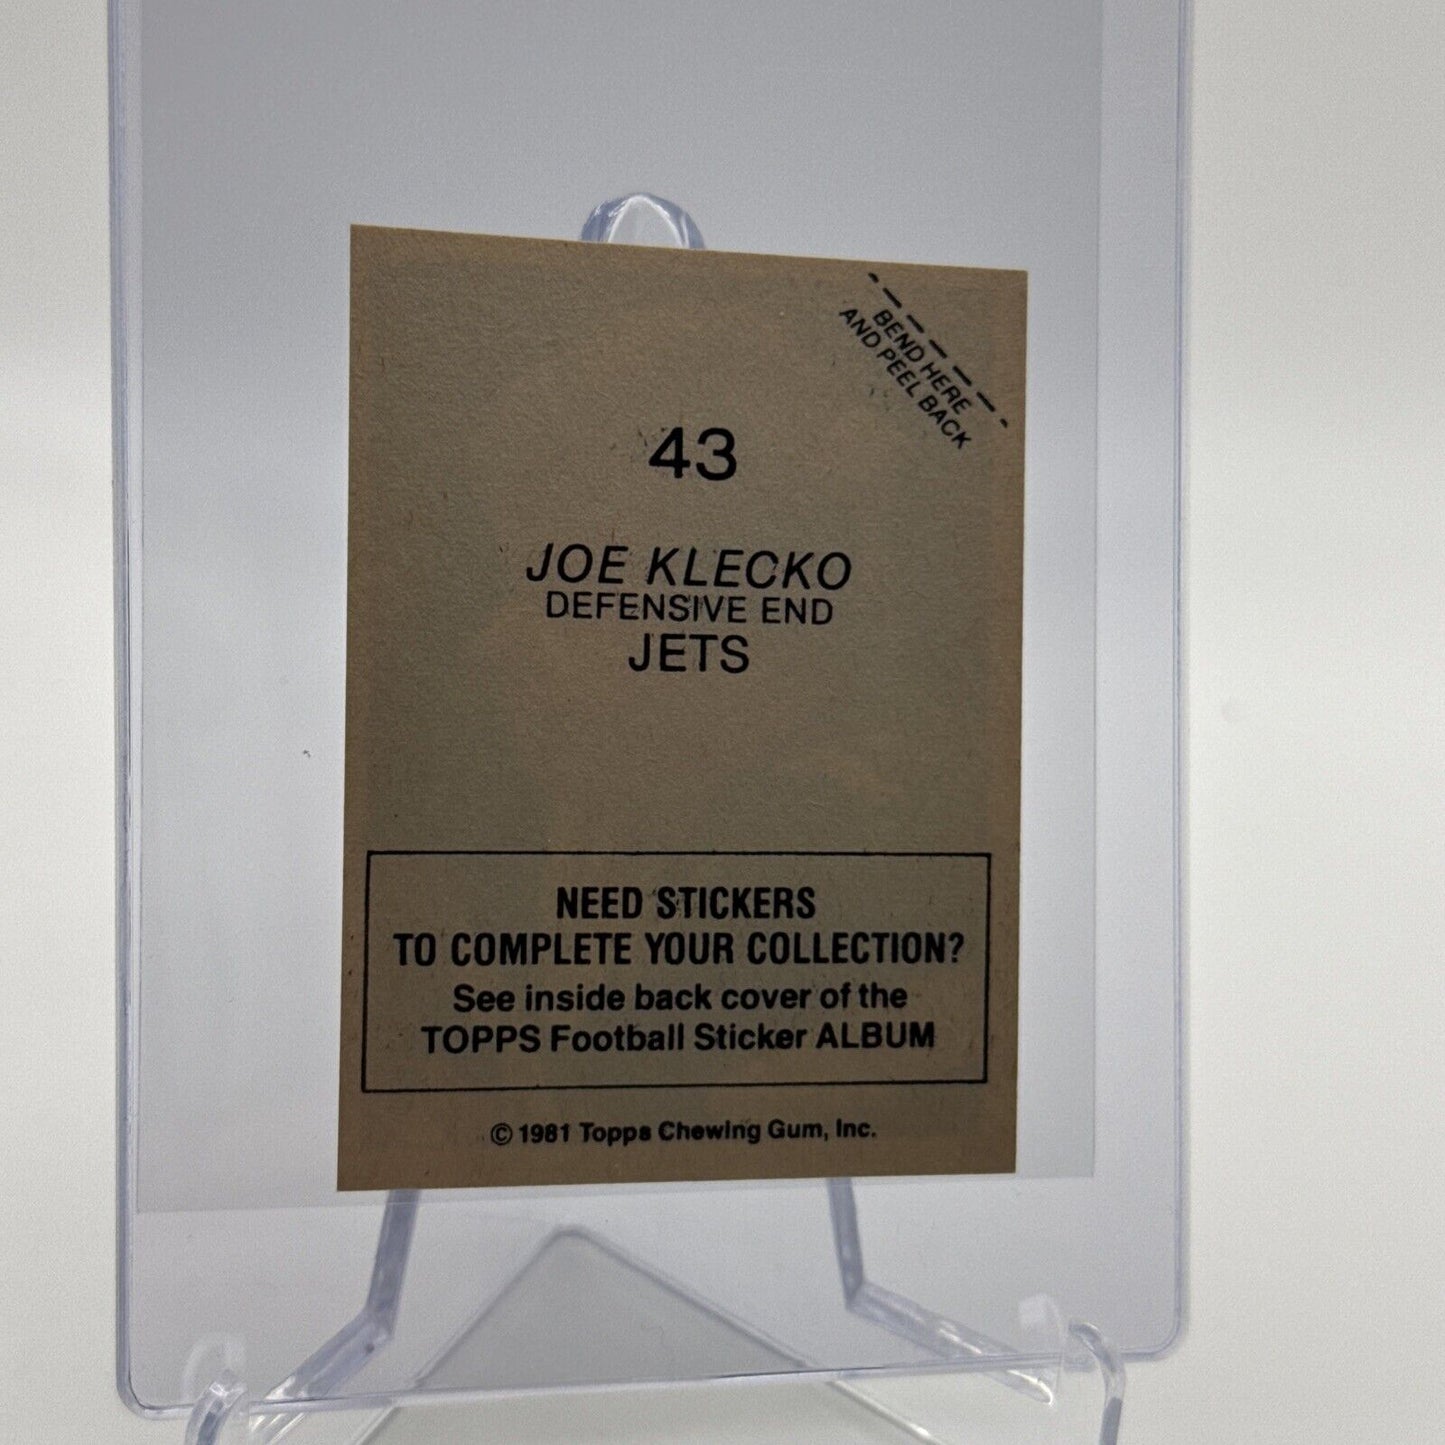 BEND HERE
AND PEEL BACK
43
JOE KLECKO
DEFENSIVE END
JETS
NEED STICKERS
TO COMPLETE YOUR COLLECTION?
See inside back cover of the
TOPPS Football Sticker ALBUM
© 1981 Topps Chewing Gum, Inc.